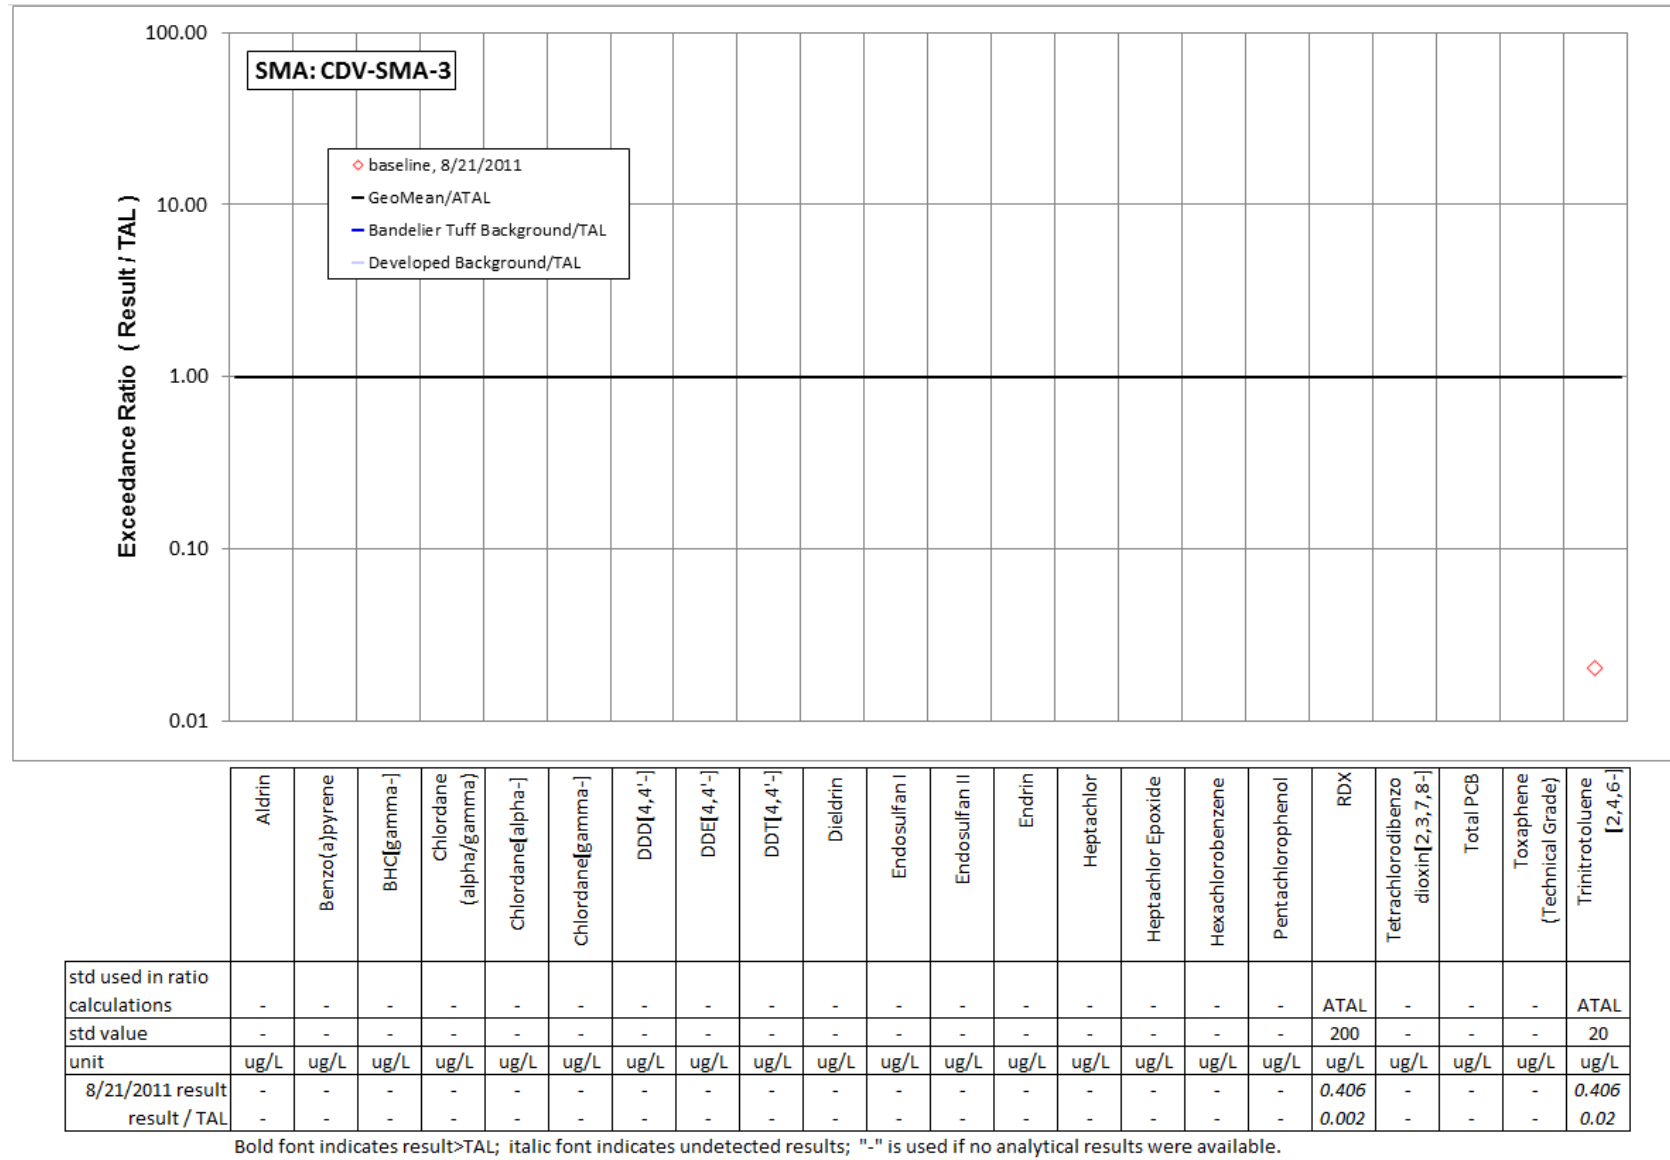 100.00
SMA: CDV-SMA-3
baseline, 8/21/2011
GeoMean/ATAL
Bandelier Tuff Background/TAL
Developed Background/TAL
Exceedance Ratio ( Result / TAL )
10.00
1.00
0.10
0.01
Aldrin
Benzo(a)pyrene
BHC[gamma-]
Chlordane
(alpha/gamma)
Chlordane[alpha-]
Chlordane[gamma-]
DDD[4,4'-]
DDE[4,4'-]
DDT[4,4'-]
Dieldrin
Endosulfan I
Endosulfan II
Endrin
Heptachlor
Heptachlor Epoxide
Hexachlorobenzene
Pentachlorophenol
RDX
Tetrachlorodibenzo
dioxin[2,3,7,8-]
Total PCB
Toxaphene
(Technical Grade)
Trinitrotoluene
[2,4,6-]
std used in ratio
calculations - - - - - - - - - - - - - - - - - ATAL - - - ATAL
std value - - - - - - - - - - - - - - - - - 200 - - - 20
unit ug/L ug/L ug/L ug/L ug/L ug/L ug/L ug/L ug/L ug/L ug/L ug/L ug/L ug/L ug/L ug/L ug/L ug/L ug/L ug/L ug/L ug/L
8/21/2011 result - - - - - - - - - - - - - - - - - 0.406 - - - 0.406
result / TAL - - - - - - - - - - - - - - - - - 0.002 - - - 0.02
Bold font indicates result>TAL; italic font indicates undetected results; "-" is used if no analytical results were available.